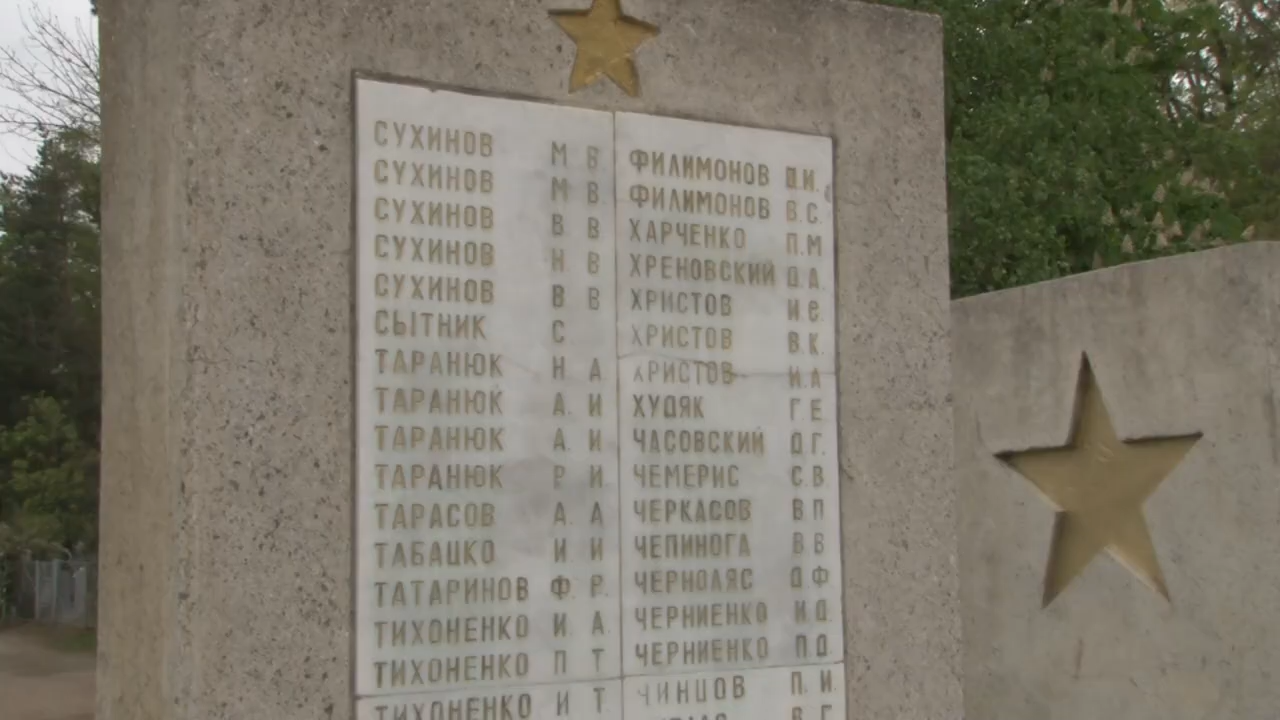 СУХИНОВ М В
СУХИНОВ М В
СУХИНОВ В В
СУХИНОВ Н В
СУХИНОВ В В
СЫТНИК С
ТАРАНЮК Н А.
ТАРАНЮК А. И
ТАРАНЮК А. И
ТАРАНЮК Р И
ТАРАСОВ А. А
ТАБАЦКО И И
ТАТАРИНОВ Ф. Р.
ТИХОНЕНКО И. А.
ТИХОНЕНКО П Т
ТИХОНЕНКО И Т
ФИЛИМОНОВ И.
ФИЛИМОНОВ В.С.
ХАРЧЕНКО П.М
ХРЕНОВСКИЙ Д.А.
ХРИСТОВ И.С.
ХРИСТОВ В.К.
ХРИСТОВ И.А
ХУДЯК Г.Е.
ЧАСОВСКИЙ Д.Г.
ЧЕМЕРИС С.В.
ЧЕРКАСОВ В П
ЧЕПИНОГА В В
ЧЕРНОЛЯС Д.Ф
ЧЕРНИЕНКО И.Д.
ЧЕРНИЕНКО П.Д.
ЧИНЦОВ П. И.
В. Г.